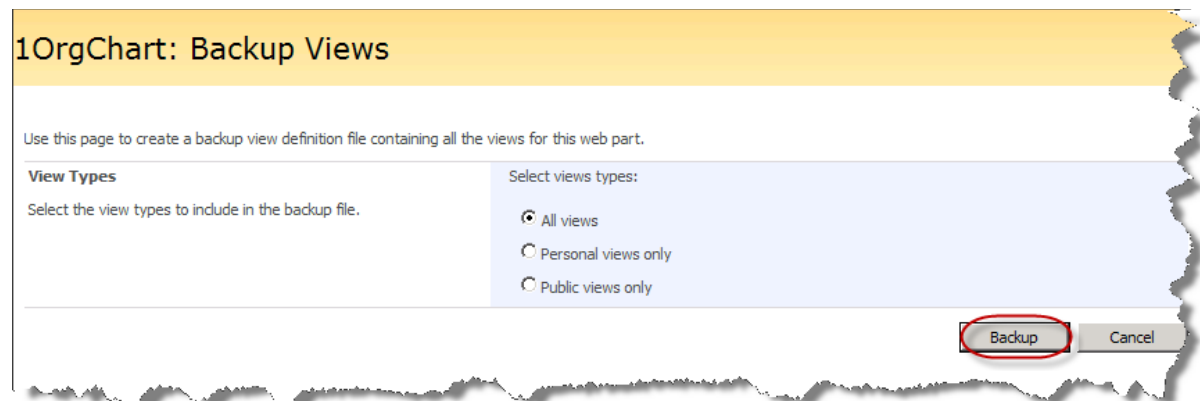 1OrgChart: Backup Views
Use this page to create a backup view definition file containing all the views for this web part.
View Types
Select the view types to include in the backup file.
Select views types:
All views
Personal views only
Public views only
Backup
Cancel